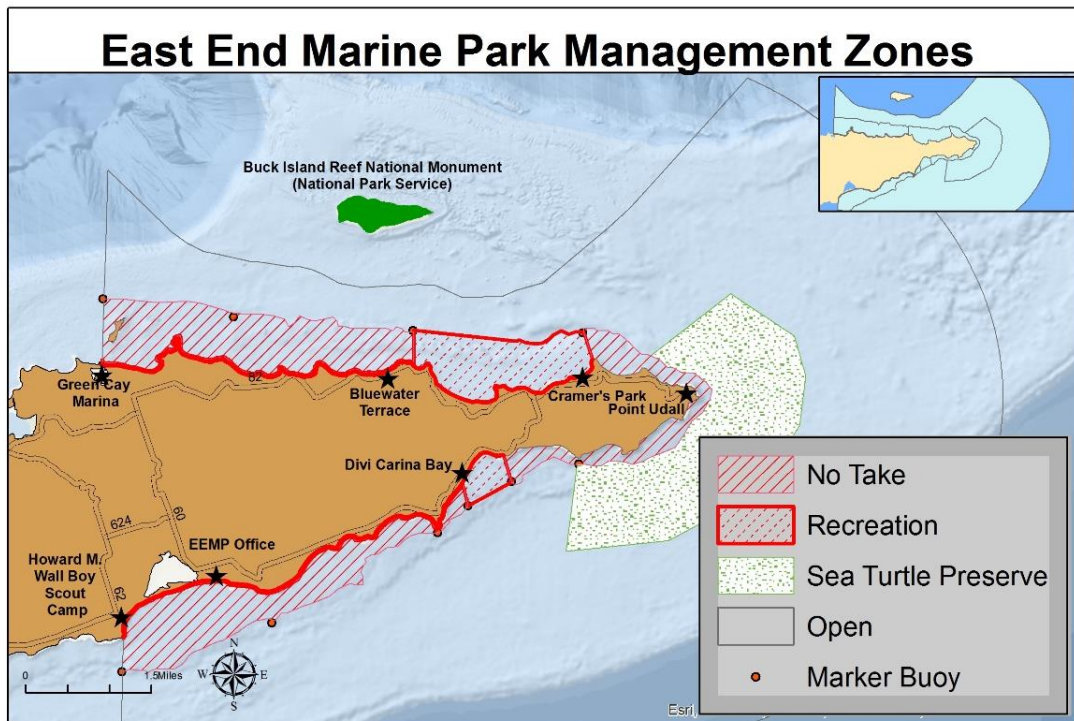 East End Marine Park Management Zones
Buck Island Reef National Monument
(National Park Service)
Green Cay
Marina
82
Bluewater
Terrace
Cramer's Park
Point Udall
Divi Carina Bay
624
60
EEMP Office
Howard M.
Wall Boy
Scout
Camp
62
N
W
E
S
0
1.5Miles
No Take
Recreation
Sea Turtle Preserve
Open
Marker Buoy
Esri,